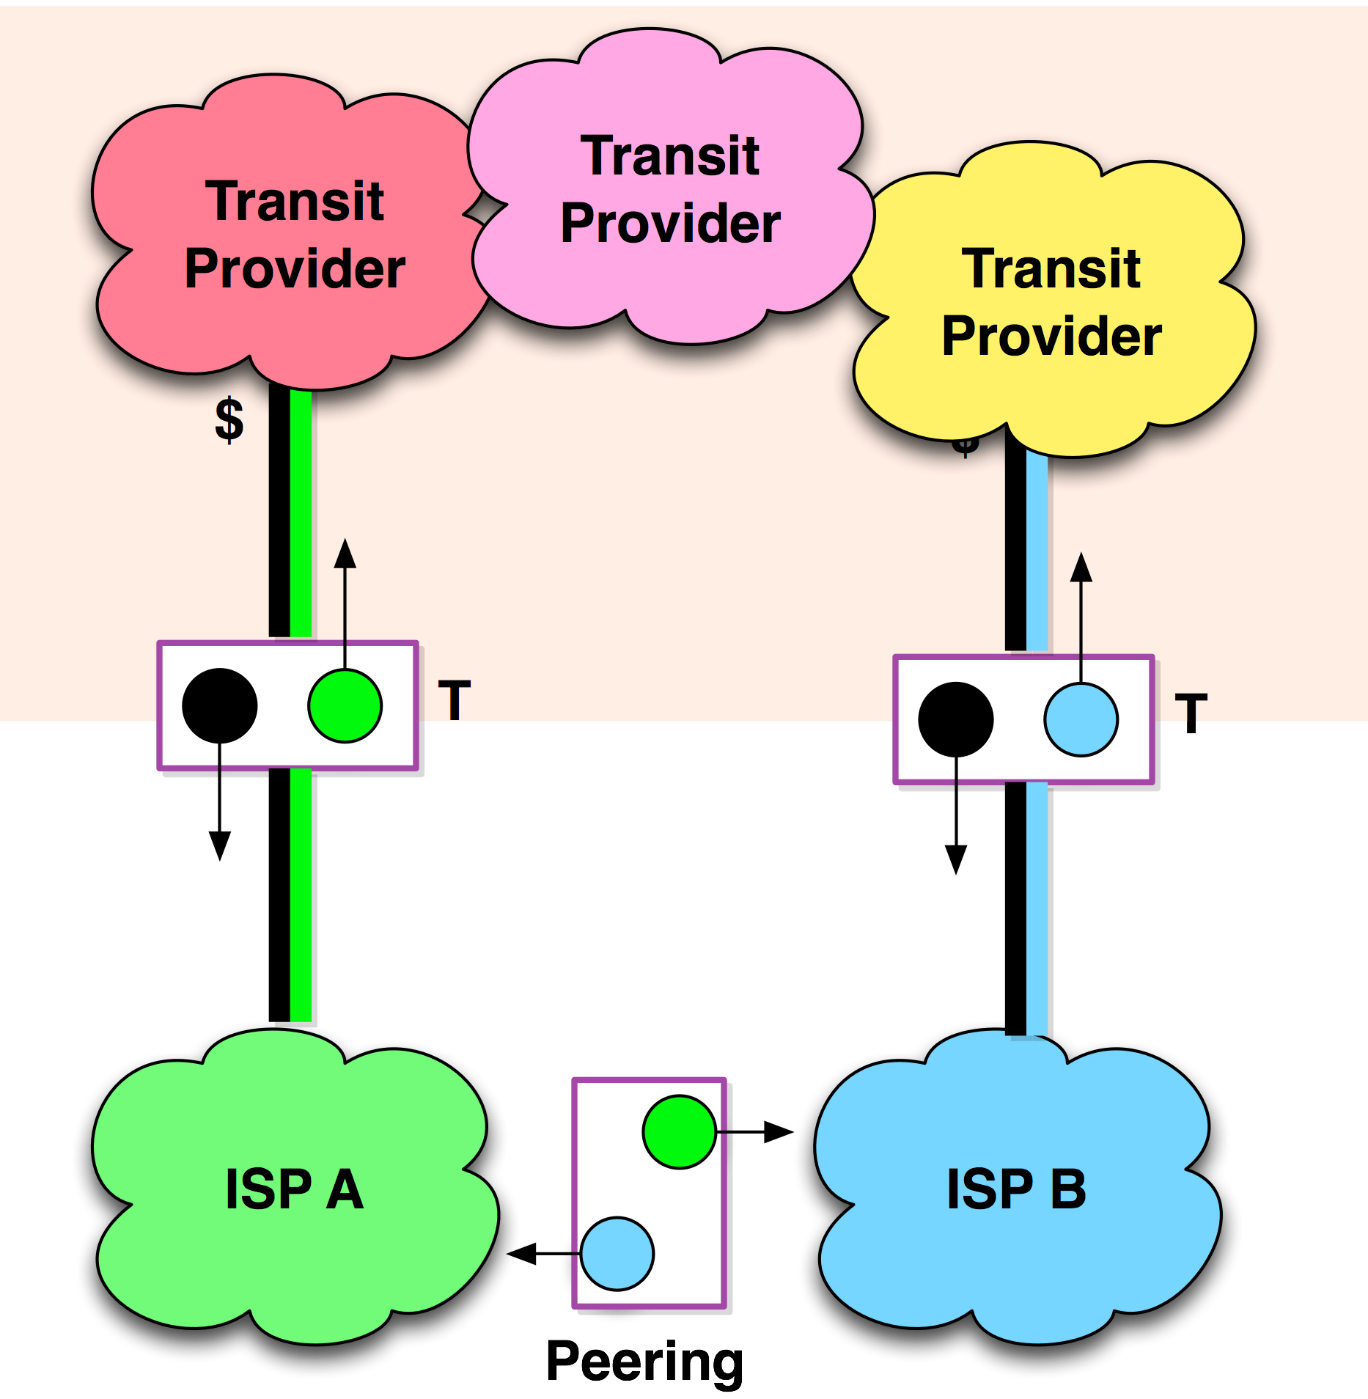 Transit
Provider
Transit
Provider
Transit
Provider
$
$
T
T
ISP A
ISP B
Peering